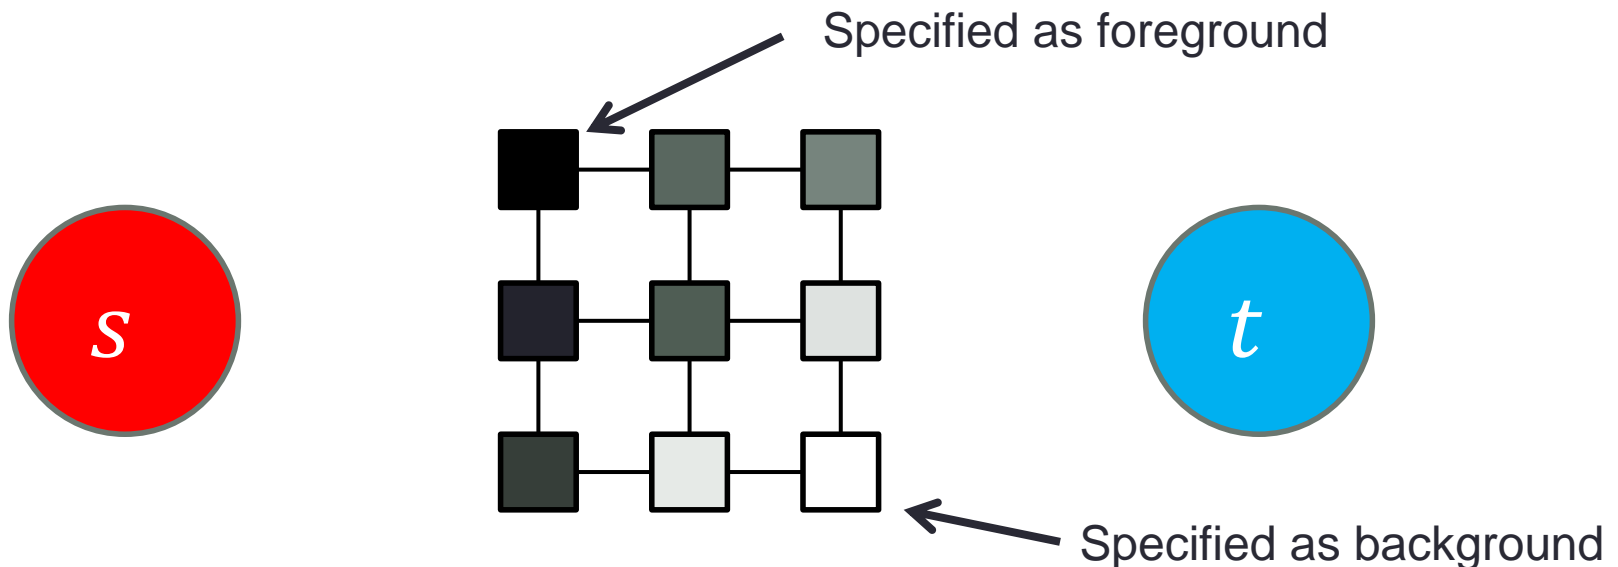 Specified as foreground
s
t
Specified as background